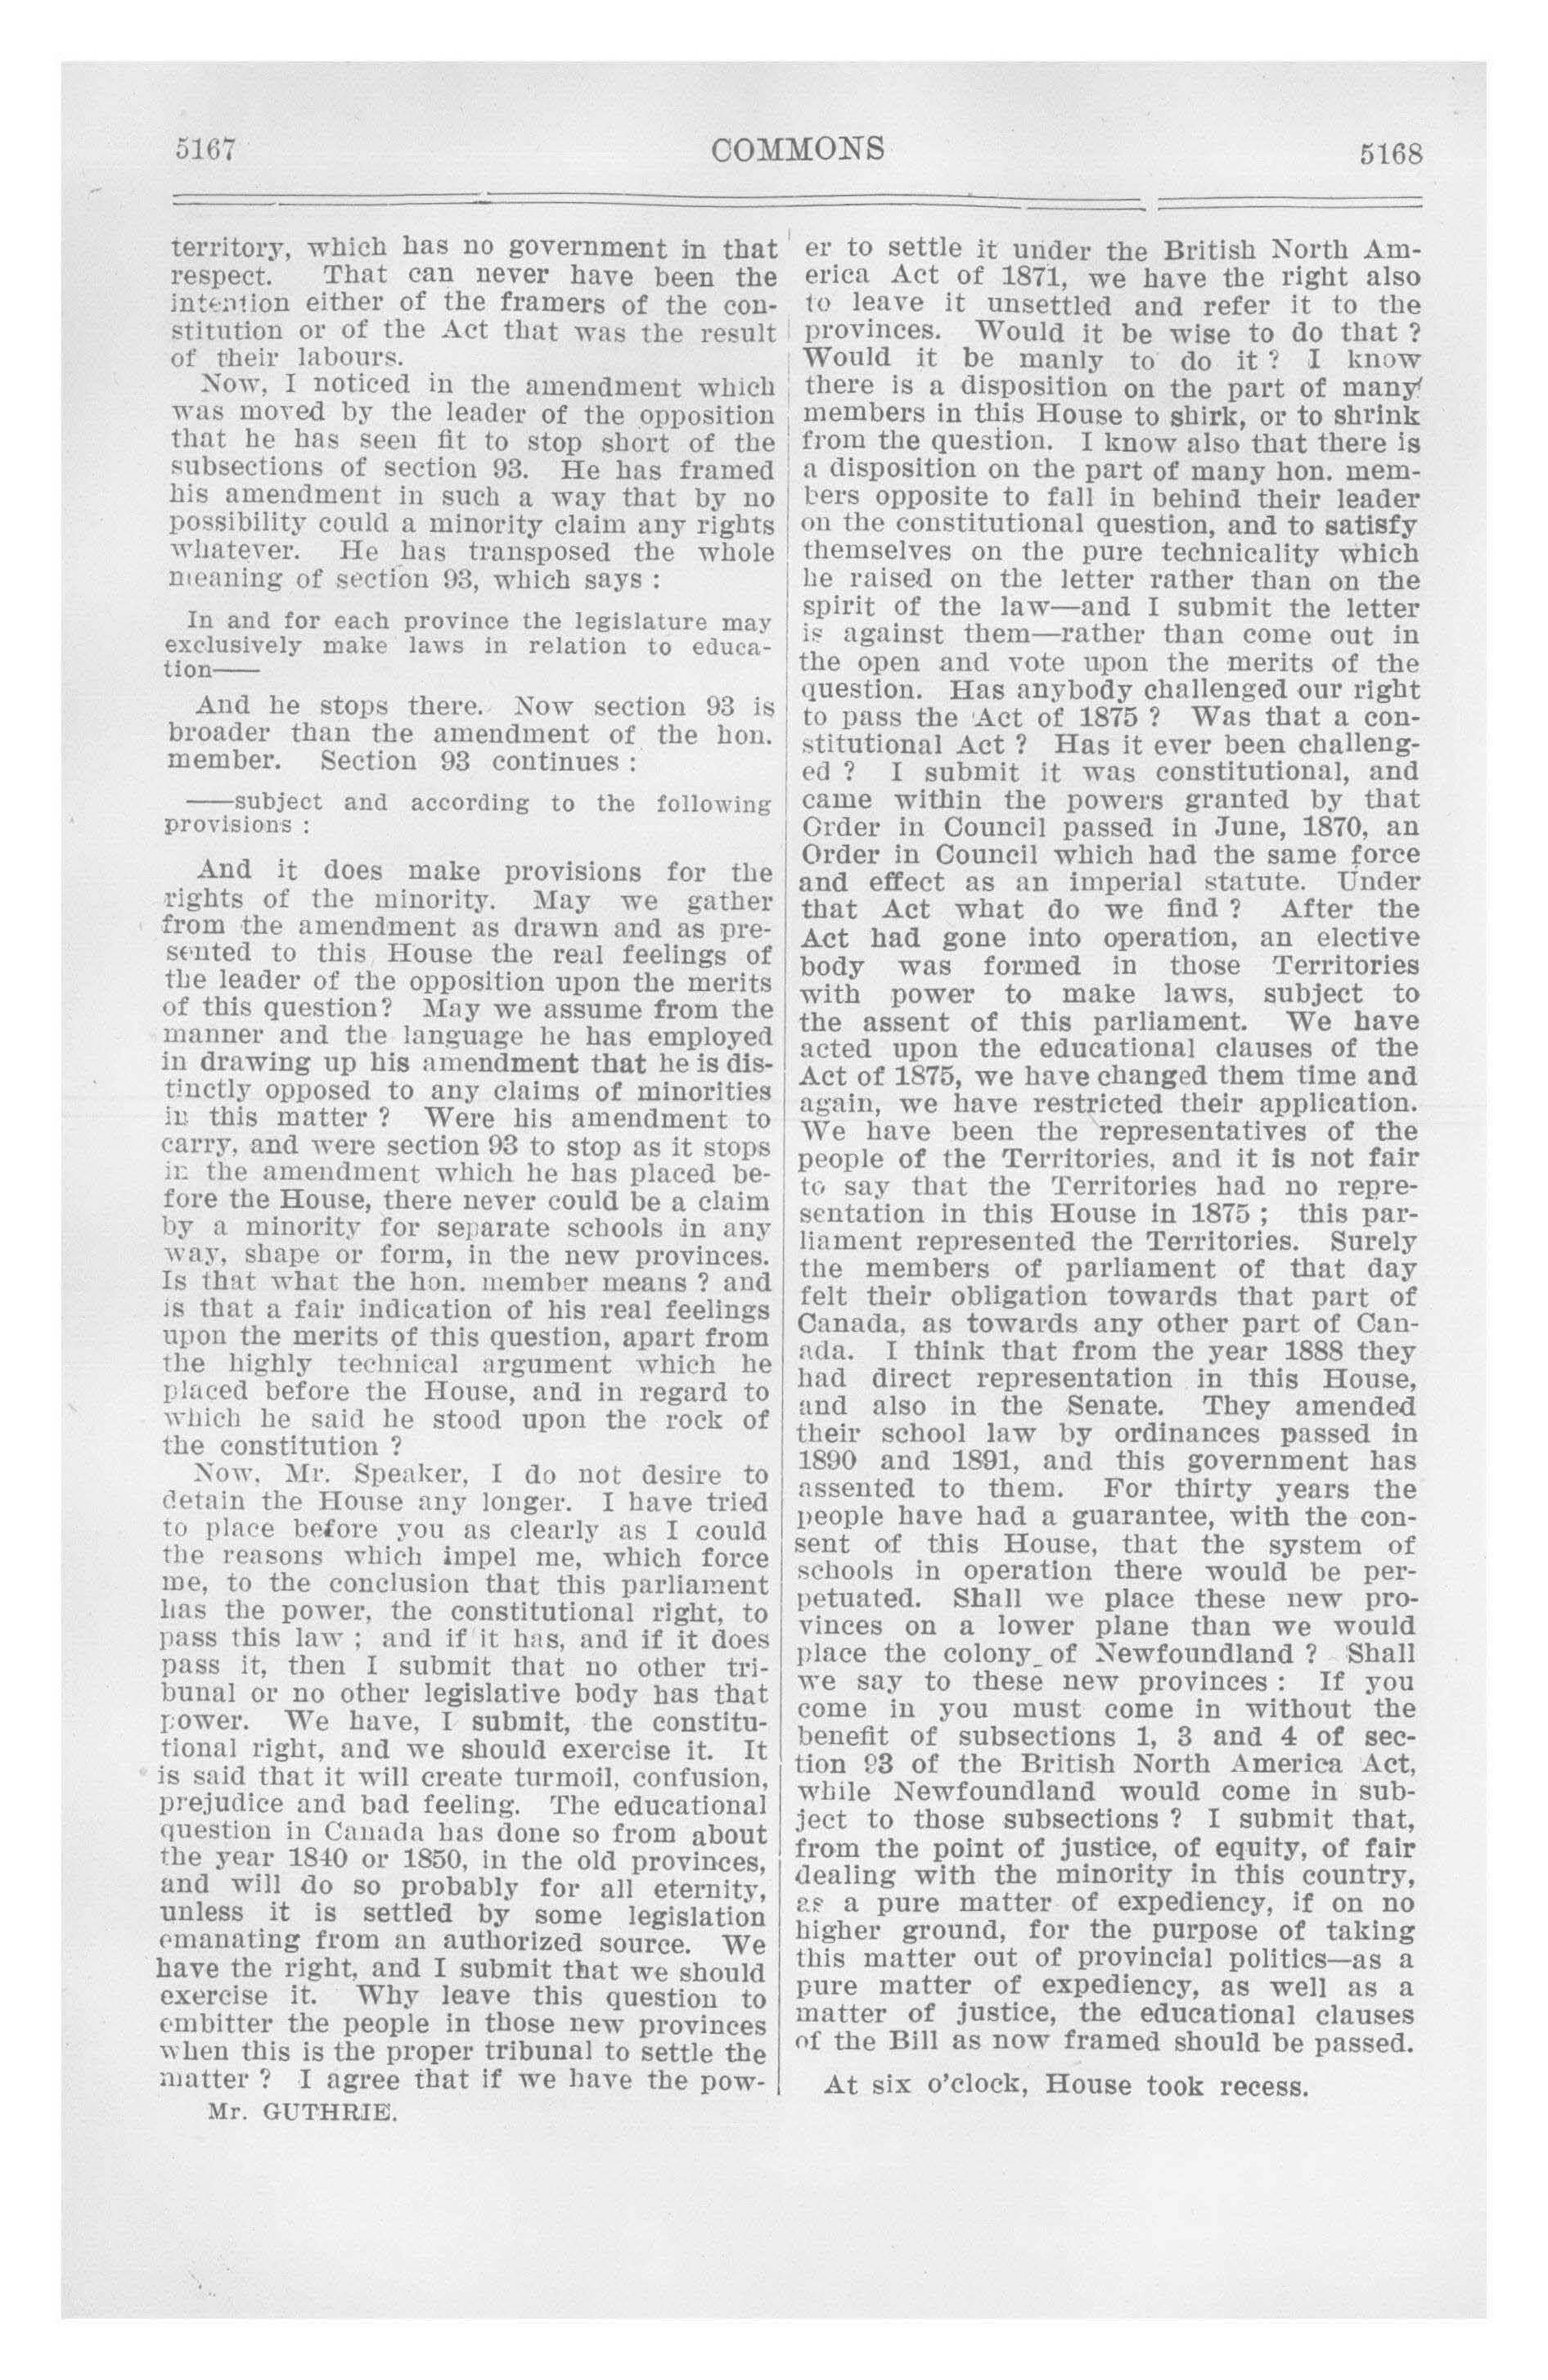 5167
COMMONS
5168
territory, which has no government in that
respect. That can never have been the
intention either of the framers of the con-
stitution or of the Act that was the result
of their labours.
Now, I noticed in the amendment which
was moved by the leader of the opposition
that he has seen fit to stop short of the
subsections of section 93. He has framed
his amendment in such a way that by no
possibility could a minority claim any rights
whatever. He has transposed the whole
meaning of section 93, which says :
In and for each province the legislature may
exclusively make laws in relation to educa-
tion——
And he stops there. Now section 93 is
broader than the amendment of the hon.
member. Section 93 continues :
——subject and according to the following
provisions :
And it does make provisions for the
rights of the minority. May we gather
from the amendment as drawn and as pre-
sented to this House the real feelings of
the leader of the opposition upon the merits
of this question? May we assume from the
manner and the language he has employed
in drawing up his amendment that he is dis-
tinctly opposed to any claims of minorities
in this matter ? Were his amendment to
carry, and were section 93 to stop as it stops
in the amendment which he has placed be-
fore the House, there never could be a claim
by a minority for separate schools in any
way, shape or form, in the new provinces.
Is that what the hon. member means ? and
is that a fair indication of his real feelings
upon the merits of this question, apart from
the highly technical argument which he
placed before the House, and in regard to
which he said he stood upon the rock of
the constitution ?
Now, Mr. Speaker, I do not desire to
detain the House any longer. I have tried
to place before you as clearly as I could
the reasons which impel me, which force
me, to the conclusion that this parliament
has the power, the constitutional right, to
pass this law ; and if it has, and if it does
pass it, then I submit that no other tri-
bunal or no other legislative body has that
power. We have, I submit, the constitu-
tional right, and we should exercise it. It
is said that it will create turmoil, confusion,
prejudice and bad feeling. The educational
question in Canada has done so from about
the year 1840 or 1850, in the old provinces,
and will do so probably for all eternity,
unless it is settled by some legislation
emanating from an authorized source. We
have the right, and I submit that we should
exercise it. Why leave this question to
embitter the people in those new provinces
when this is the proper tribunal to settle the
matter ? I agree that if we have the pow-
Mr. GUTHRIE.
er to settle it under the British North Am-
erica Act of 1871, we have the right also
to leave it unsettled and refer it to the
provinces. Would it be wise to do that ?
Would it be manly to do it ? I know
there is a disposition on the part of many
members in this House to shirk, or to shrink
from the question. I know also that there is
a disposition on the part of many hon. mem-
bers opposite to fall in behind their leader
on the constitutional question, and to satisfy
themselves on the pure technicality which
he raised on the letter rather than on the
spirit of the law—and I submit the letter
is against them—rather than come out in
the open and vote upon the merits of the
question. Has anybody challenged our right
to pass the Act of 1875 ? Was that a con-
stitutional Act ? Has it ever been challeng-
ed ? I submit it was constitutional, and
came within the powers granted by that
Order in Council passed in June, 1870, an
Order in Council which had the same force
and effect as an imperial statute. Under
that Act what do we find ? After the
Act had gone into operation, an elective
body was formed in those Territories
with power to make laws, subject to
the assent of this parliament. We have
acted upon the educational clauses of the
Act of 1875, we have changed them time and
again, we have restricted their application.
We have been the representatives of the
people of the Territories, and it is not fair
to say that the Territories had no repre-
sentation in this House in 1875 ; this par-
liament represented the Territories. Surely
the members of parliament of that day
felt their obligation towards that part of
Canada, as towards any other part of Can-
ada. I think that from the year 1888 they
had direct representation in this House,
and also in the Senate. They amended
their school law by ordinances passed in
1890 and 1891, and this government has
assented to them. For thirty years the
people have had a guarantee, with the con-
sent of this House, that the system of
schools in operation there would be per-
petuated. Shall we place these new pro-
vinces on a lower plane than we would
place the colony of Newfoundland ? Shall
we say to these new provinces : If you
come in you must come in without the
benefit of subsections 1, 3 and 4 of sec-
tion 93 of the British North America Act,
while Newfoundland would come in sub-
ject to those subsections ? I submit that,
from the point of justice, of equity, of fair
dealing with the minority in this country,
as a pure matter of expediency, if on no
higher ground, for the purpose of taking
this matter out of provincial politics—as a
pure matter of expediency, as well as a
matter of justice, the educational clauses
of the Bill as now framed should be passed.
At six o'clock, House took recess.